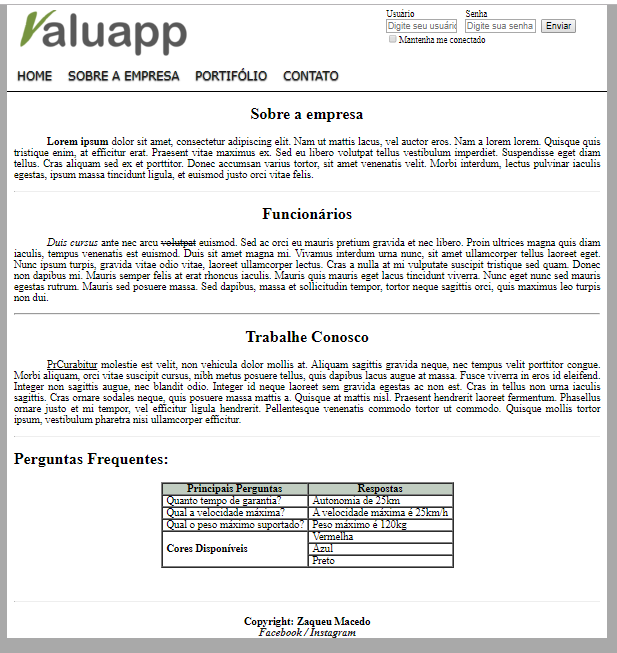 Valuapp
Usuário Senha
Digite seu usuário Digite sua senha Enviar
Mantenha me conectado
HOME SOBRE A EMPRESA PORTIFÓLIO CONTATO
Sobre a empresa
Lorem ipsum dolor sit amet, consectetur adipiscing elit. Nam ut mattis lacus, vel auctor eros. Nam a lorem lorem. Quisque quis
tristique enim, at efficitur erat. Praesent vitae maximus ex. Sed eu libero volutpat tellus vestibulum imperdiet. Suspendisse eget diam
tellus. Cras aliquam sed ex et porttitor. Donec accumsan varius tortor, sit amet venenatis velit. Morbi interdum, lectus pulvinar iaculis
egestas, ipsum massa tincidunt ligula, et euismod justo orci vitae felis.
Funcionários
Duis cursus ante nec arcu volutpat euismod. Sed ac orci eu mauris pretium gravida et nec libero. Proin ultrices magna quis diam
iaculis, tempus venenatis est euismod. Duis sit amet magna mi. Vivamus interdum urna nunc, sit amet ullamcorper tellus laoreet eget.
Nunc ipsum turpis, gravida vitae odio vitae, laoreet ullamcorper lectus. Cras a nulla at mi vulputate suscipit tristique sed quam. Donec
non dapibus mi. Mauris semper felis at erat rhoncus iaculis. Mauris quis mauris eget lacus tincidunt viverra. Nunc eget nunc sed mauris
egestas rutrum. Mauris sed posuere massa. Sed dapibus, massa et sollicitudin tempor, tortor neque sagittis orci, quis maximus leo turpis
non dui.
Trabalhe Conosco
PrCurabitur molestie est velit, non vehicula dolor mollis at. Aliquam sagittis gravida neque, nec tempus velit porttitor congue.
Morbi aliquam, orci vitae suscipit cursus, nibh metus posuere tellus, quis dapibus lacus augue at massa. Fusce viverra in eros id eleifend.
Integer non sagittis augue, nec blandit odio. Integer id neque laoreet sem gravida egestas ac non est. Cras in tellus non urna iaculis
sagittis. Cras ornare sodales neque, quis posuere massa mattis a. Quisque at mattis nisl. Praesent hendrerit laoreet fermentum. Phasellus
ornare justo et mi tempor, vel efficitur ligula hendrerit. Pellentesque venenatis commodo tortor ut commodo. Quisque mollis tortor
ipsum, vestibulum pharetra nisi ullamcorper efficitur.
Perguntas Frequentes:
Principais Perguntas Respostas
Quanto tempo de garantia? Autonomia de 25km
Qual a velocidade máxima? A velocidade máxima é 25km/h
Qual o peso máximo suportado? Peso máximo é 120kg
Cores Disponíveis Vermelha
Azul
Preto
Copyright: Zaqueu Macedo
Facebook / Instagram